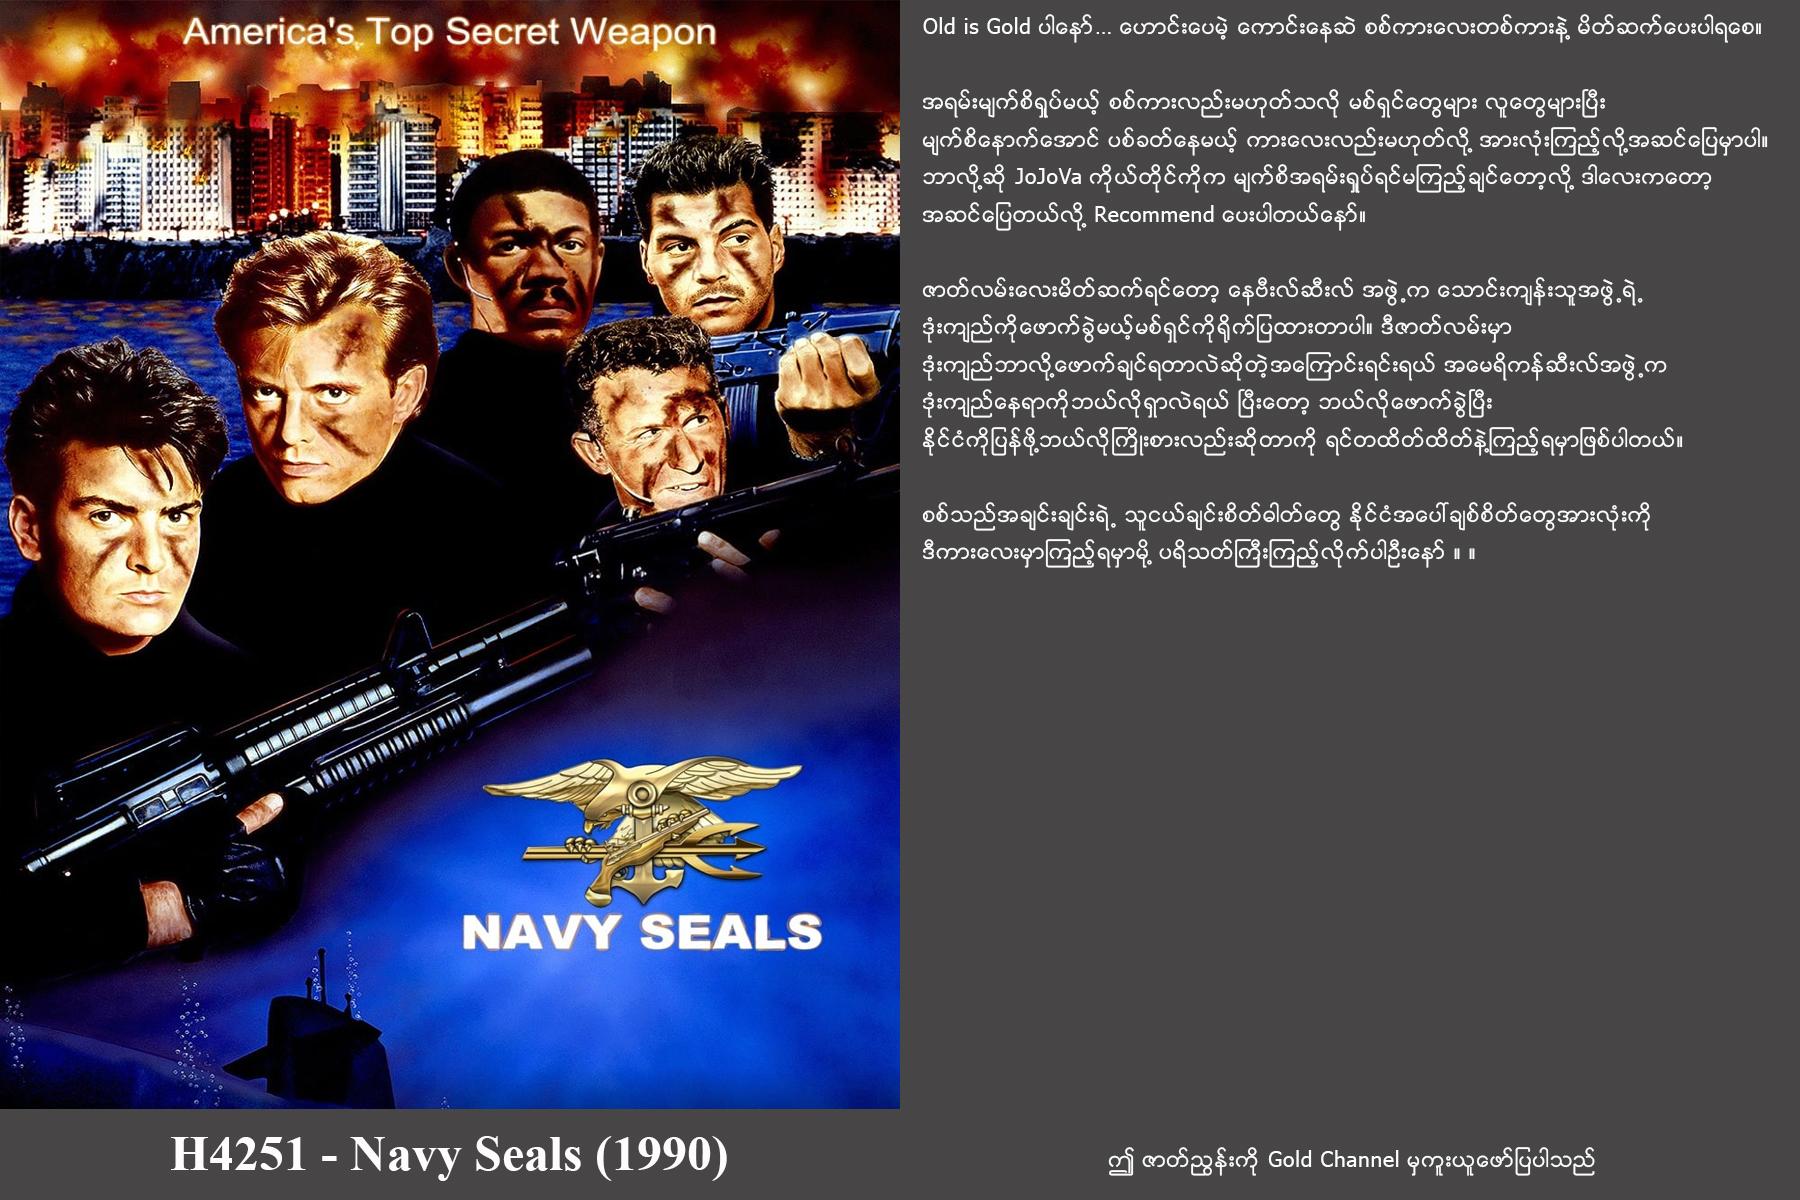 America's Top Secret Weapon
NAVY SEALS
H4251 - Navy Seals (1990)
Old is Gold ပါနော်... ဟောင်းပေမဲ့ ကောင်းနေဆဲ စစ်ကားလေးတစ်ကားနဲ့ မိတ်ဆက်ပေးပါရစေ။
အရမ်းမျက်စိရှုပ်မယ့် စစ်ကားလည်းမဟုတ်သလို မစ်ရှင်တွေများ လူတွေများပြီး
မျက်စိနောက်အောင် ပစ်ခတ်နေမယ့် ကားလေးလည်းမဟုတ်လို့ အားလုံးကြည့်လို့အဆင်ပြေမှာပါ။
ဘာလို့ဆို JoJoVa ကိုယ်တိုင်ကိုက မျက်စိအရမ်းရှုပ်ရင်မကြည့်ချင်တော့လို့ ဒါလေးကတော့
အဆင်ပြေတယ်လို့ Recommend ပေးပါတယ်နော်။
ဇာတ်လမ်းလေးမိတ်ဆက်ရင်တော့ နေဗီးလ်ဆီးလ် အဖွဲ့က သောင်းကျန်းသူအဖွဲ့ရဲ့
ဒုံးကျည်ကိုဖောက်ခွဲမယ့်မစ်ရှင်ကိုရိုက်ပြထားတာပါ။ ဒီဇာတ်လမ်းမှာ
ဒုံးကျည်ဘာလို့ဖောက်ချင်ရတာလဲဆိုတဲ့အကြောင်းရင်းရယ် အမေရိကန်ဆီးလ်အဖွဲ့က
ဒုံးကျည်နေရာကိုဘယ်လိုရှာလဲရယ် ပြီးတော့ ဘယ်လိုဖောက်ခွဲပြီး
နိုင်ငံကိုပြန်ဖို့ဘယ်လိုကြိုးစားလည်းဆိုတာကို ရင်တထိတ်ထိတ်နဲ့ကြည့်ရမှာဖြစ်ပါတယ်။
စစ်သည်အချင်းချင်းရဲ့ သူငယ်ချင်းစိတ်ဓါတ်တွေ နိုင်ငံအပေါ်ချစ်စိတ်တွေအားလုံးကို
ဒီကားလေးမှာကြည့်ရမှာမို့ ပရိသတ်ကြီးကြည့်လိုက်ပါဦးနော် ။ ။
ဤ ဇာတ်ညွှန်းကို Gold Channel မှကူးယူဖော်ပြပါသည်